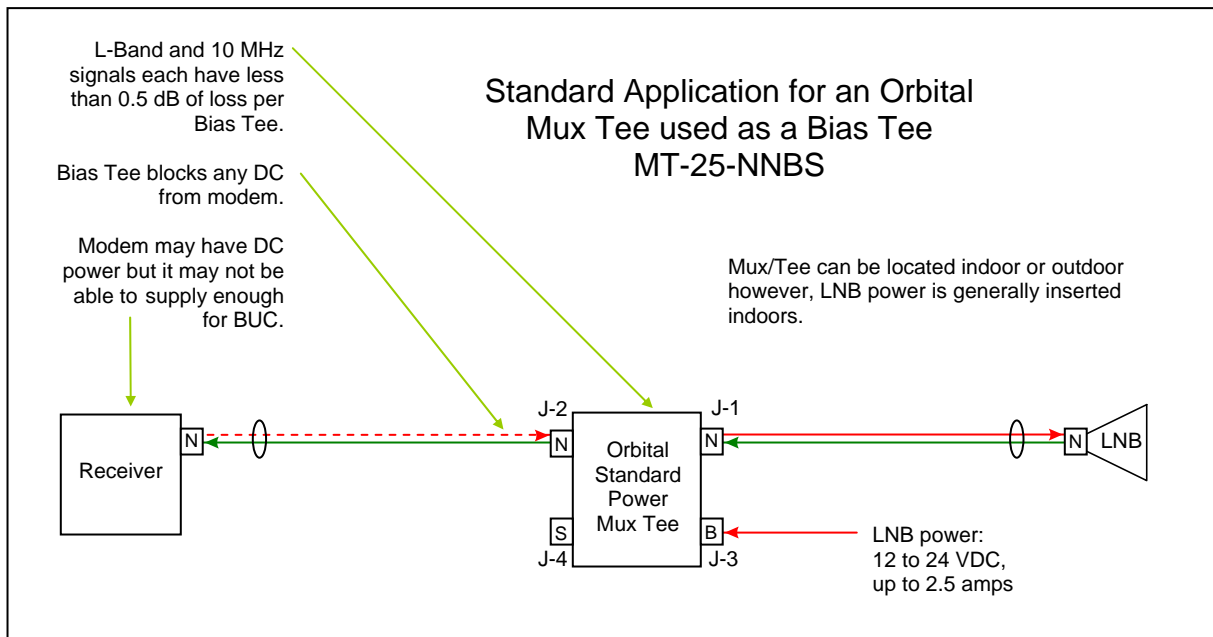 L-Band and 10 MHz
signals each have less
than 0.5 dB of loss per
Bias Tee.
Standard Application for an Orbital
Mux Tee used as a Bias Tee
MT-25-NNBS
Bias Tee blocks any DC
from modem.
Modem may have DC
power but it may not be
able to supply enough
for BUC.
Mux/Tee can be located indoor or outdoor
however, LNB power is generally inserted
indoors.
J-2
J-1
Receiver
N
N
Orbital
Standard
Power
Mux Tee
N
N
LNB
S
B
J-4
J-3
LNB power:
12 to 24 VDC,
up to 2.5 amps